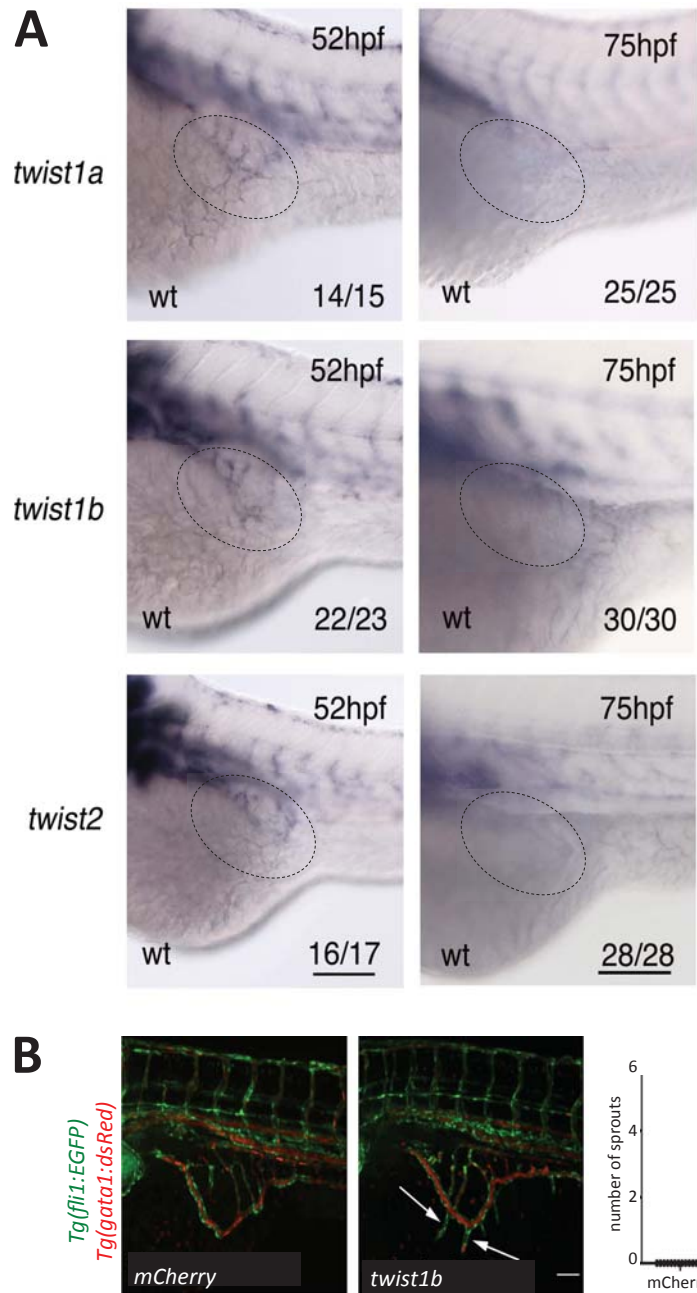 A
52hpf
75hpf
twist1a
wt
14/15
wt
25/25
52hpf
75hpf
twist1b
wt
22/23
wt
30/30
52hpf
75hpf
twist2
wt
16/17
wt
28/28
B
Tg(fli1:EGFP)
Tg(gata1:dsRed)
mCherry
twist1b
number of sprouts
6
4
2
0
mCherr